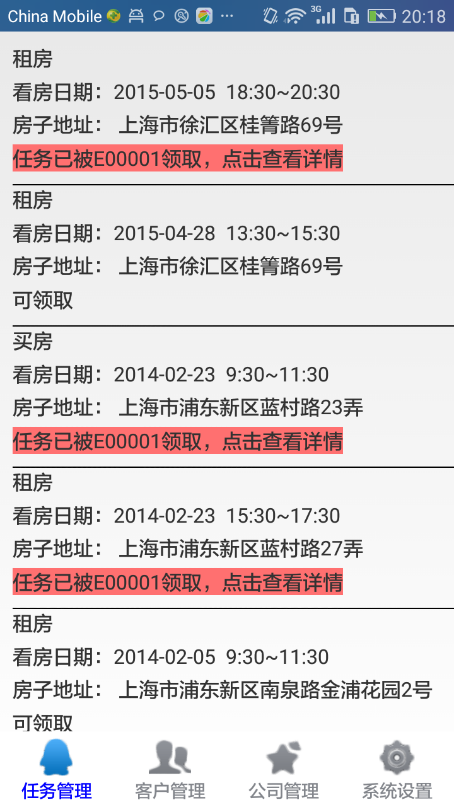 China Mobile 3G 20:18
租房
看房日期：2015-05-05 18:30~20:30
房子地址： 上海市徐汇区桂箐路69号
任务已被E00001领取，点击查看详情
租房
看房日期：2015-04-28 13:30~15:30
房子地址： 上海市徐汇区桂箐路69号
可领取
买房
看房日期：2014-02-23 9:30~11:30
房子地址： 上海市浦东新区蓝村路23弄
任务已被E00001领取，点击查看详情
租房
看房日期：2014-02-23 15:30~17:30
房子地址： 上海市浦东新区蓝村路27弄
任务已被E00001领取，点击查看详情
租房
看房日期：2014-02-05 9:30~11:30
房子地址： 上海市浦东新区南泉路金浦花园2号
可领取
任务管理 客户管理 公司管理 系统设置